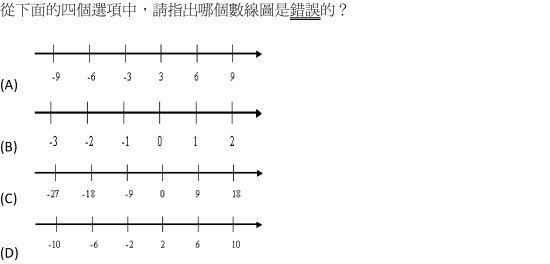 從下面的四個選項中，請指出哪個數線圖是錯誤的？
(A) -9 -6 -3 3 6 9
(B) -3 -2 -1 0 1 2
(C) -27 -18 -9 0 9 18
(D) -10 -6 -2 2 6 10